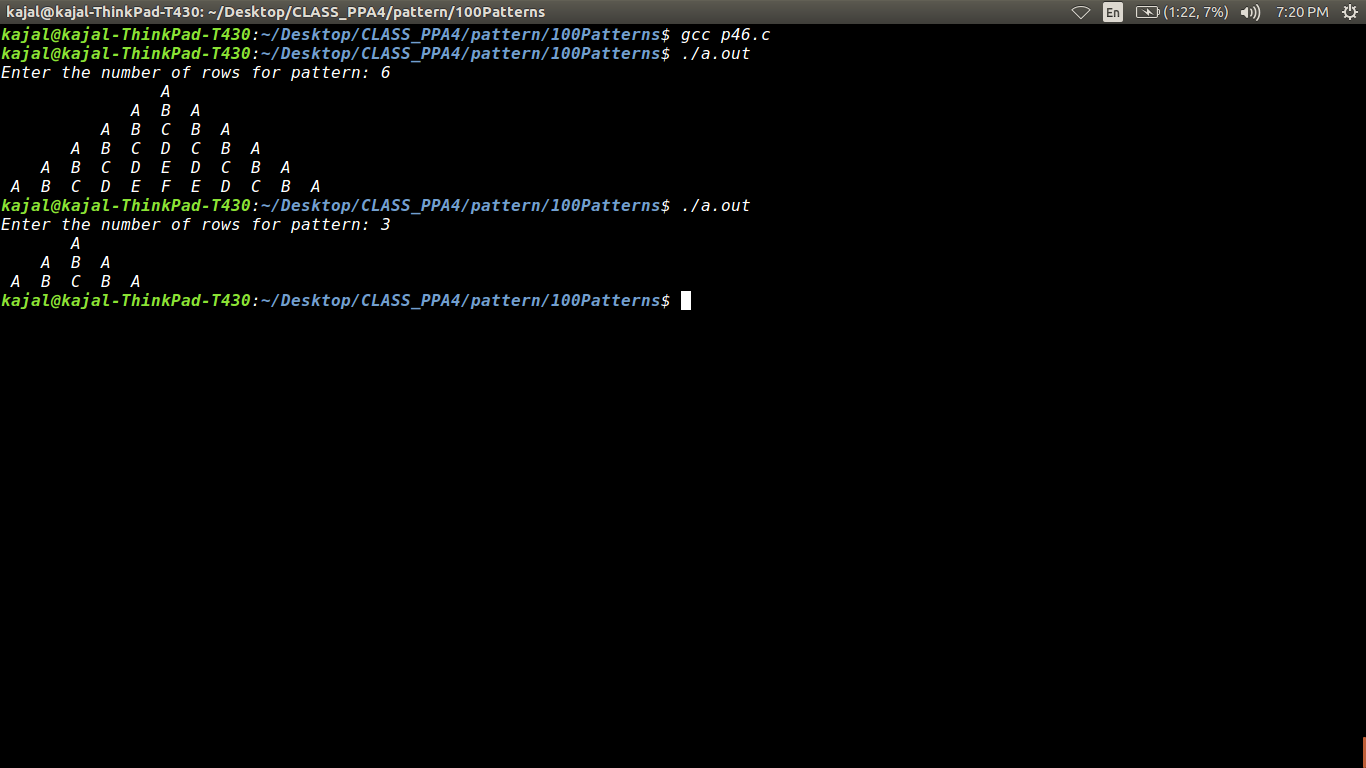 kajal@kajal-ThinkPad-T430: ~/Desktop/CLASS_PPA4/pattern/100Patterns En (1:22, 7%) 7:20 PM
kajal@kajal-ThinkPad-T430:~/Desktop/CLASS_PPA4/pattern/100Patterns$ gcc p46.c
kajal@kajal-ThinkPad-T430:~/Desktop/CLASS_PPA4/pattern/100Patterns$ ./a.out
Enter the number of rows for pattern: 6
                A
             A  B  A
          A  B  C  B  A
       A  B  C  D  C  B  A
    A  B  C  D  E  D  C  B  A
 A  B  C  D  E  F  E  D  C  B  A
kajal@kajal-ThinkPad-T430:~/Desktop/CLASS_PPA4/pattern/100Patterns$ ./a.out
Enter the number of rows for pattern: 3
       A
    A  B  A
 A  B  C  B  A
kajal@kajal-ThinkPad-T430:~/Desktop/CLASS_PPA4/pattern/100Patterns$